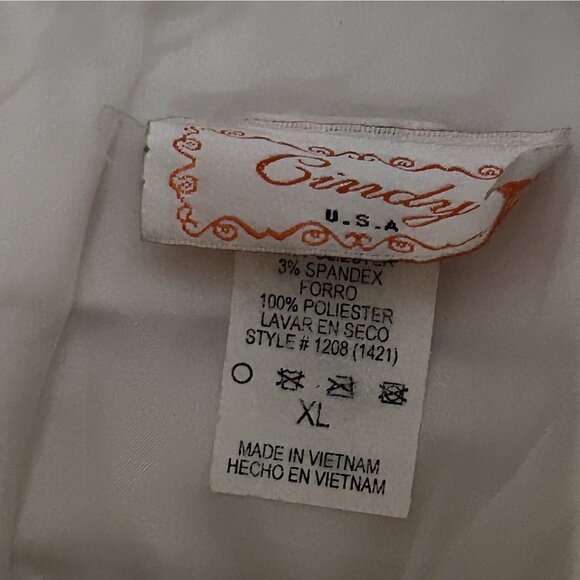 Cindy
U.S.A
3% SPANDEX
FORRO
100% POLIESTER
LAVAR EN SECO
STYLE # 1208 (1421)
XL
MADE IN VIETNAM
HECHO EN VIETNAM